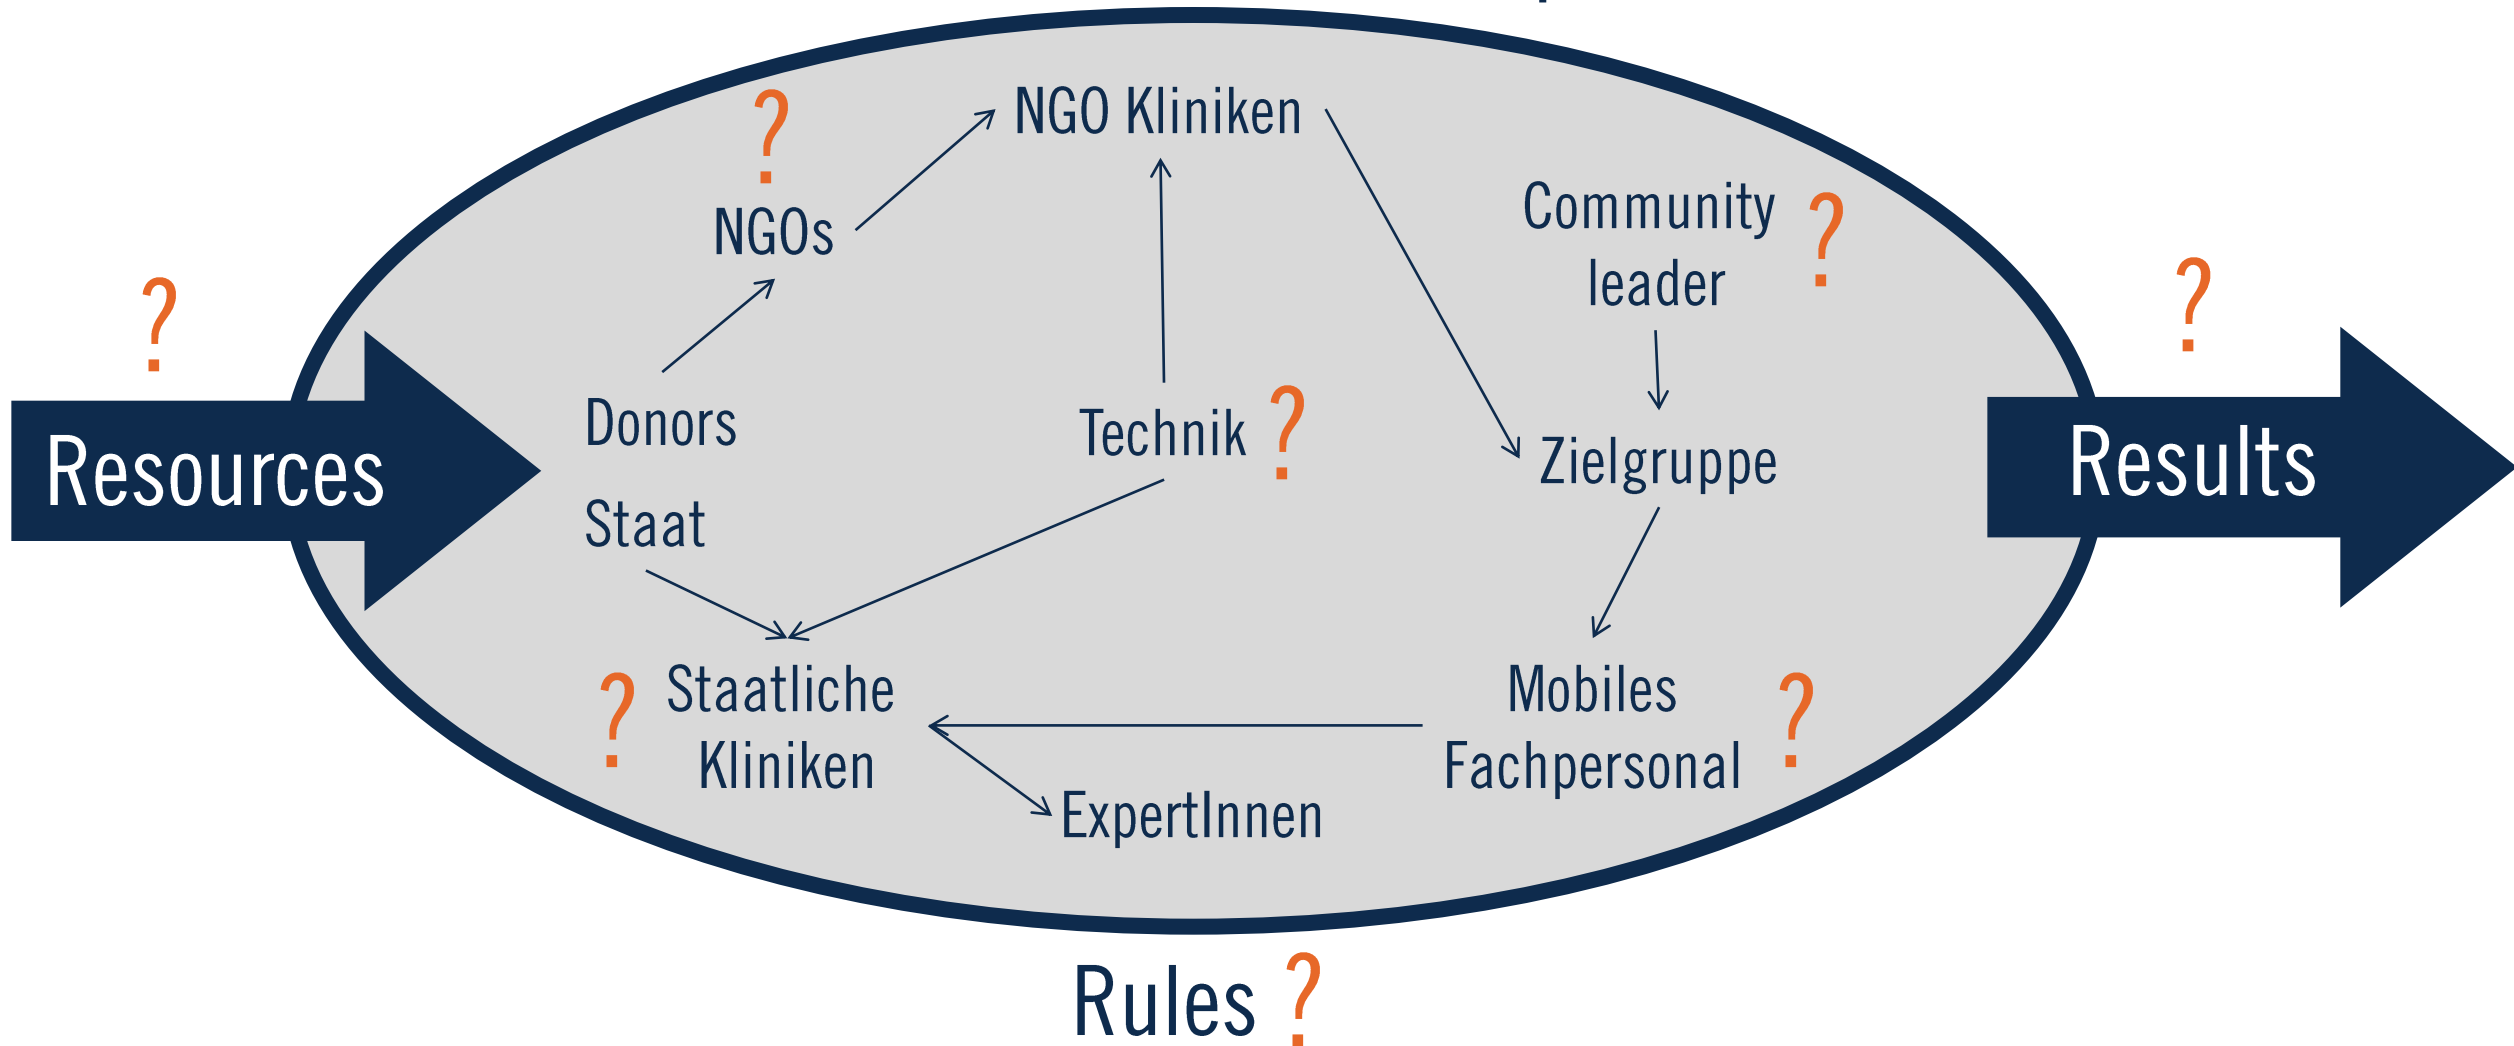 NGO Kliniken
?
NGOs
Community
leader
?
?
?
Donors
Technik
?
Zielgruppe
Resources
Results
Staat
?
Staatliche
Kliniken
Mobiles
Fachpersonal
?
ExpertInnen
Rules ?